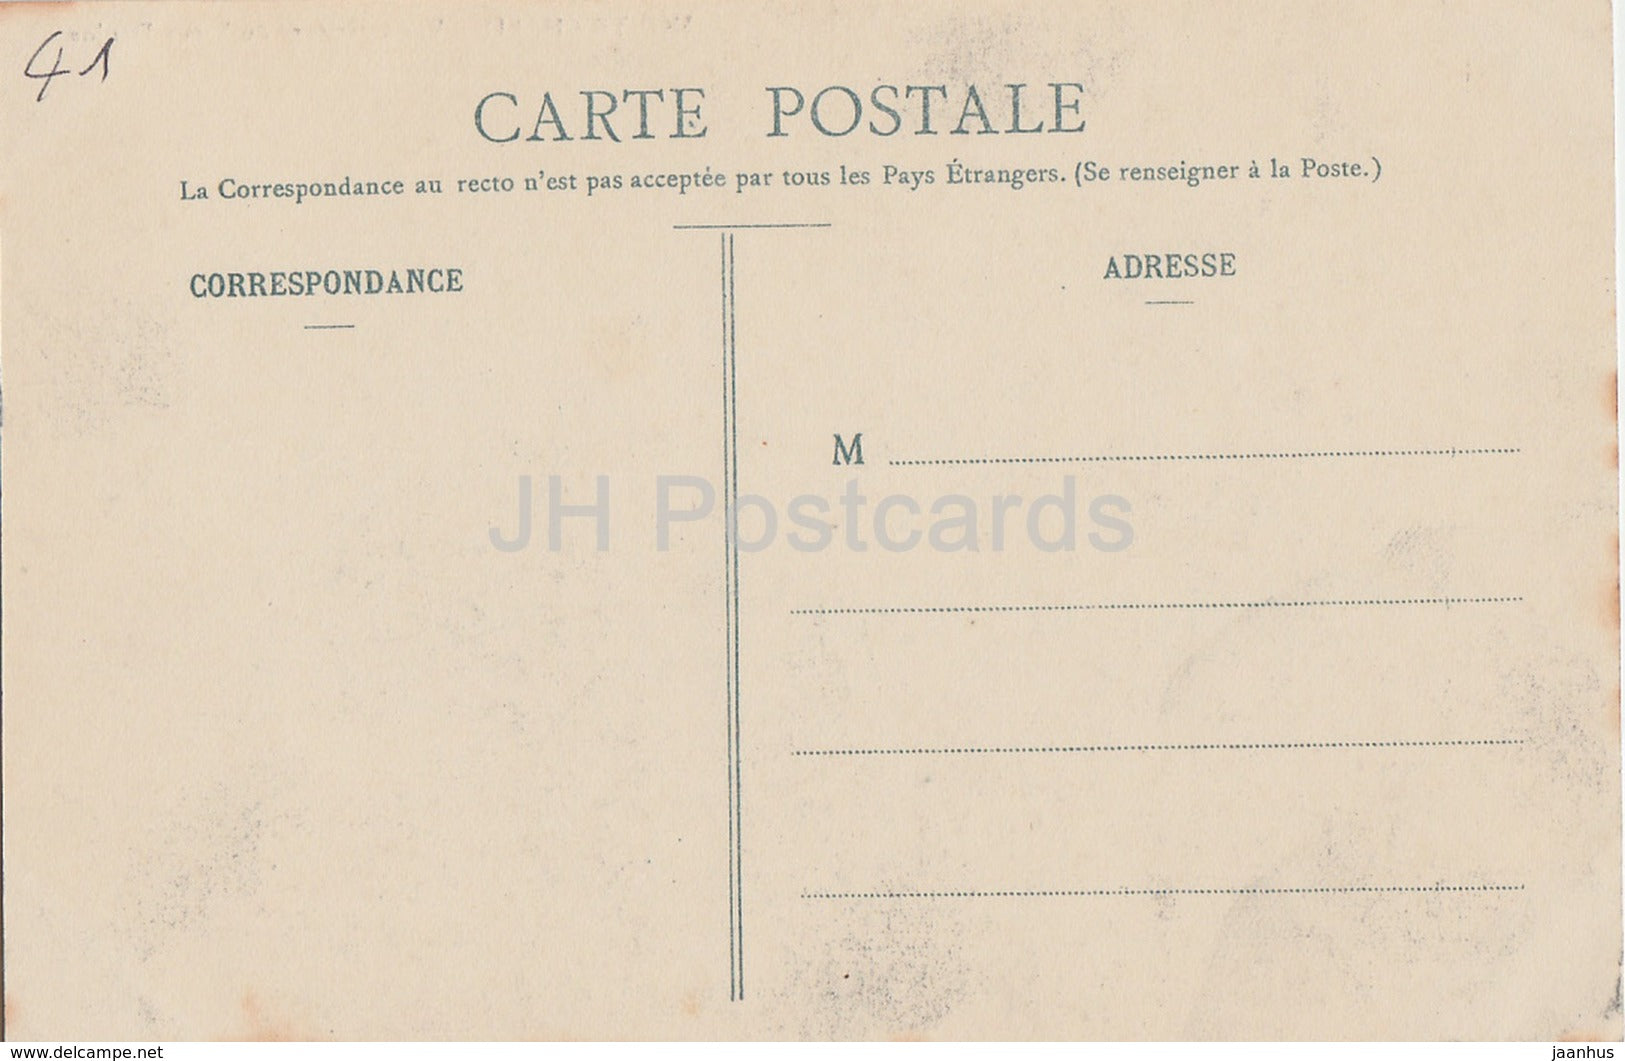 41
CARTE POSTALE
La Correspondance au recto n'est pas acceptée par tous les Pays Étrangers. (Se renseigner à la Poste.)
CORRESPONDANCE
ADRESSE
M
JH Postcards
www.delcampe.net
jaanhus